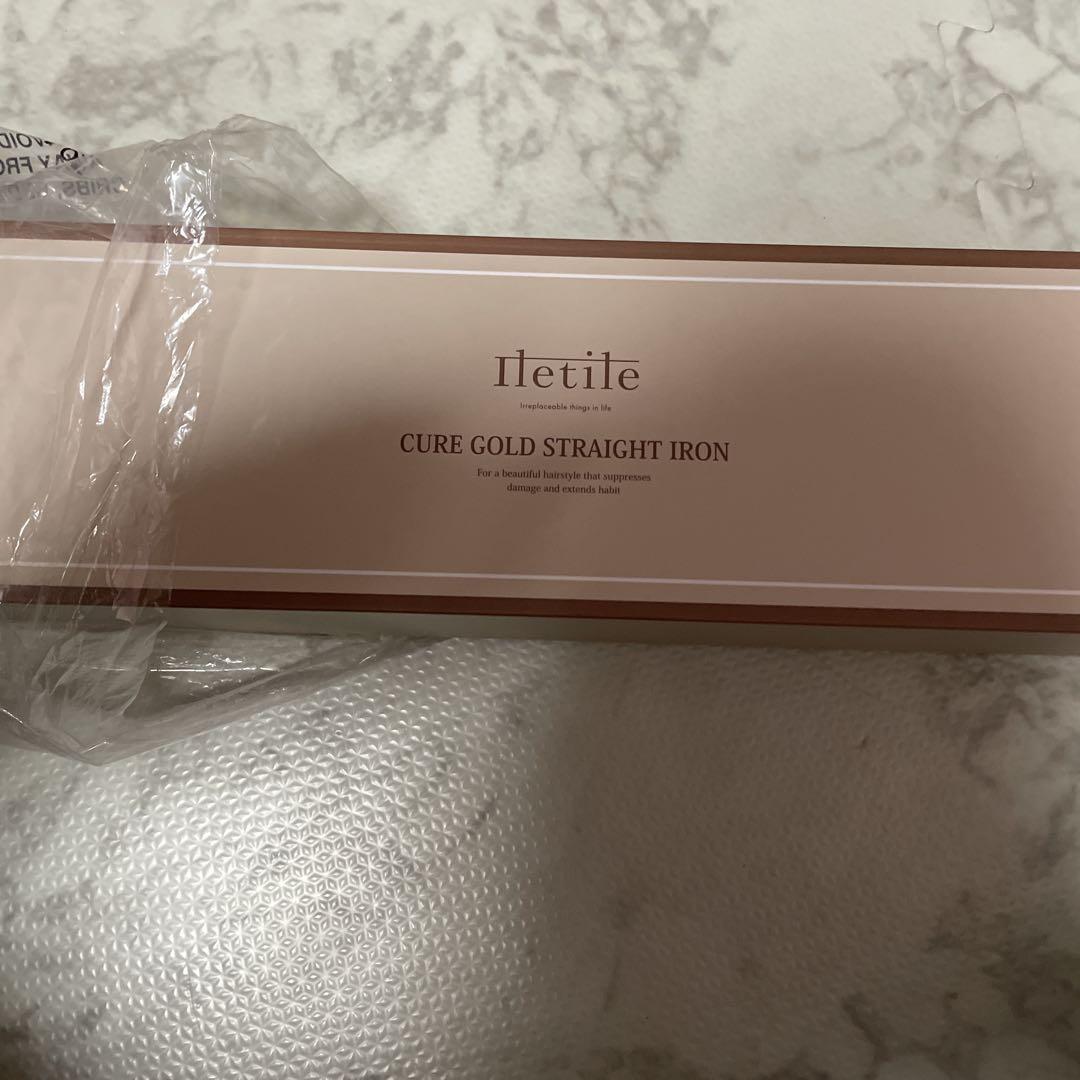 Iletile
Irreplaceable things in life
CURE GOLD STRAIGHT IRON
For a beautiful hairstyle that suppresses
damage and extends habit